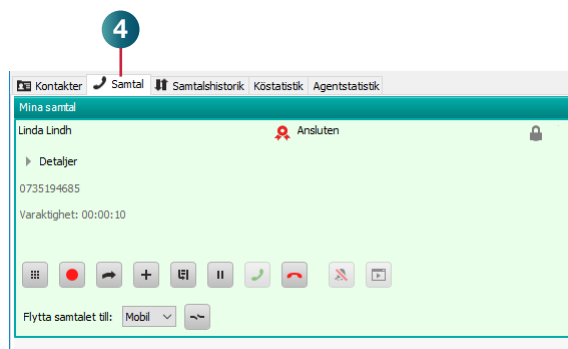 4
Kontakter Samtal Samtalshistorik Köstatistik Agentstatistik
Mina samtal
Linda Lindh Ansluten
Detaljer
0735194685
Varaktighet: 00:00:10
Flytta samtalet till: Mobil